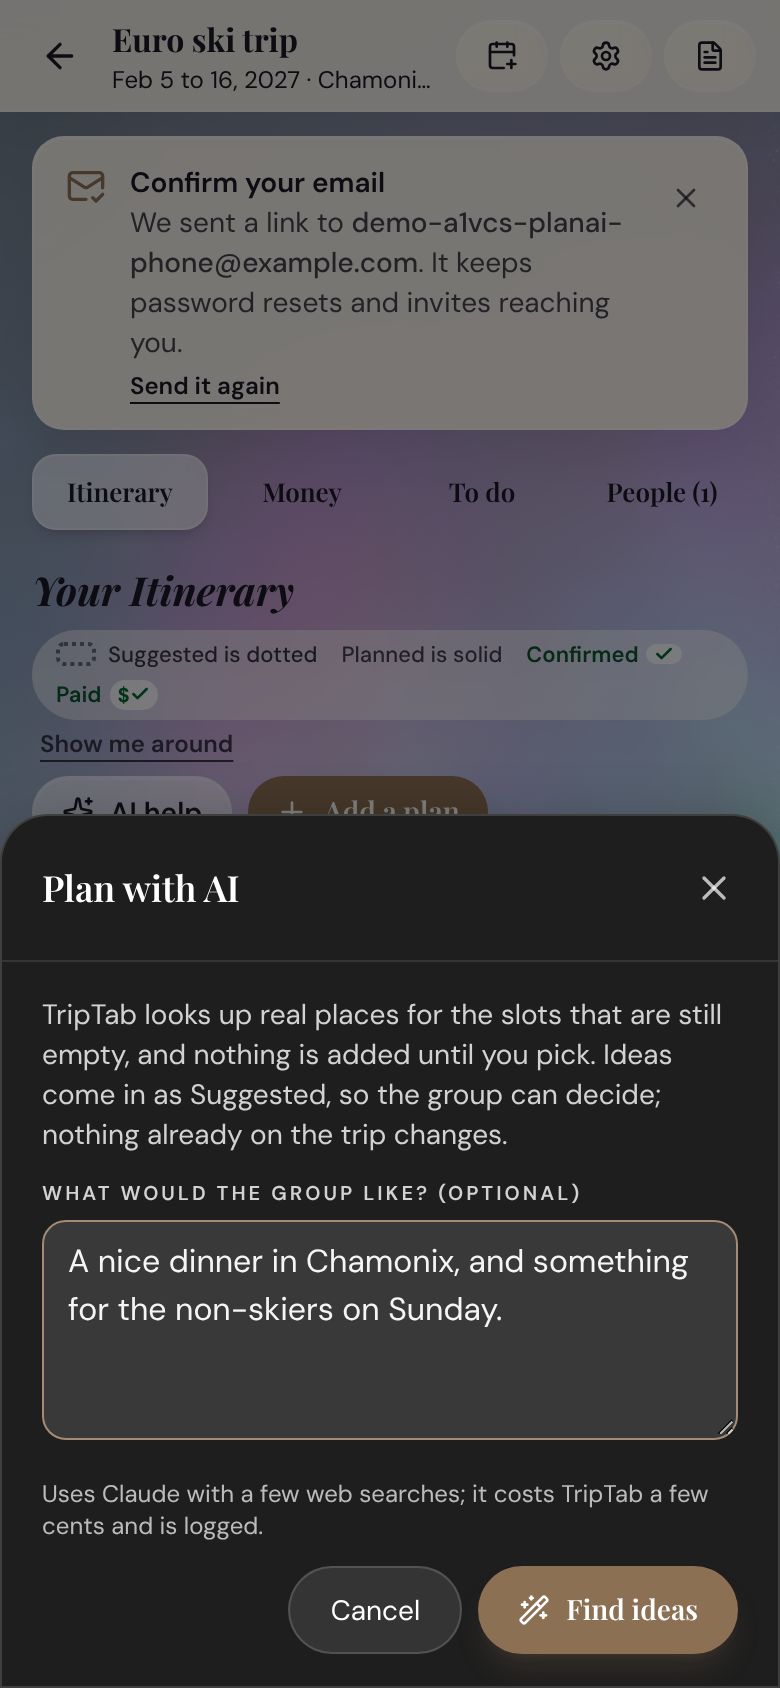 Euro ski trip
Feb 5 to 16, 2027 · Chamoni...
Confirm your email
We sent a link to demo-a1vcs-planai-
phone@example.com. It keeps
password resets and invites reaching
you.
Send it again
Itinerary
Money
To do
People (1)
Your Itinerary
Suggested is dotted
Planned is solid
Confirmed
Paid $
Show me around
AI help
Add a plan
Plan with AI
TripTab looks up real places for the slots that are still
empty, and nothing is added until you pick. Ideas
come in as Suggested, so the group can decide;
nothing already on the trip changes.
WHAT WOULD THE GROUP LIKE? (OPTIONAL)
A nice dinner in Chamonix, and something
for the non-skiers on Sunday.
Uses Claude with a few web searches; it costs TripTab a few
cents and is logged.
Cancel
Find ideas